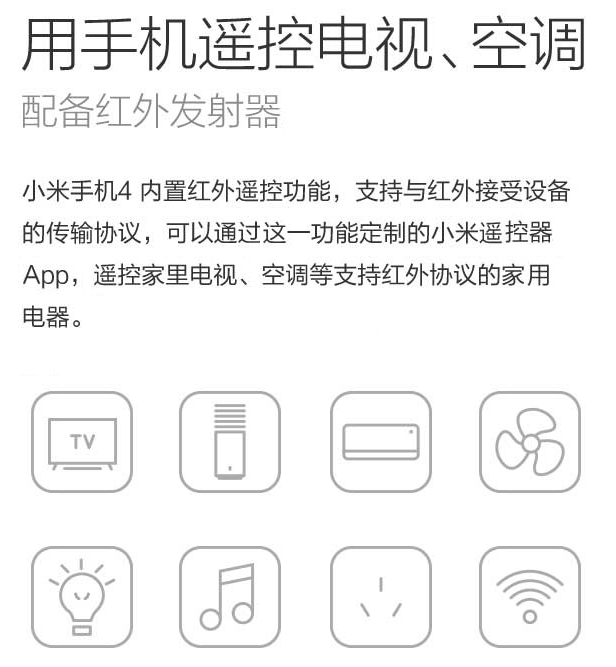 用手机遥控电视、空调
配备红外发射器
小米手机4 内置红外遥控功能，支持与红外接受设备
的传输协议，可以通过这一功能定制的小米遥控器
App，遥控家里电视、空调等支持红外协议的家用
电器。
TV